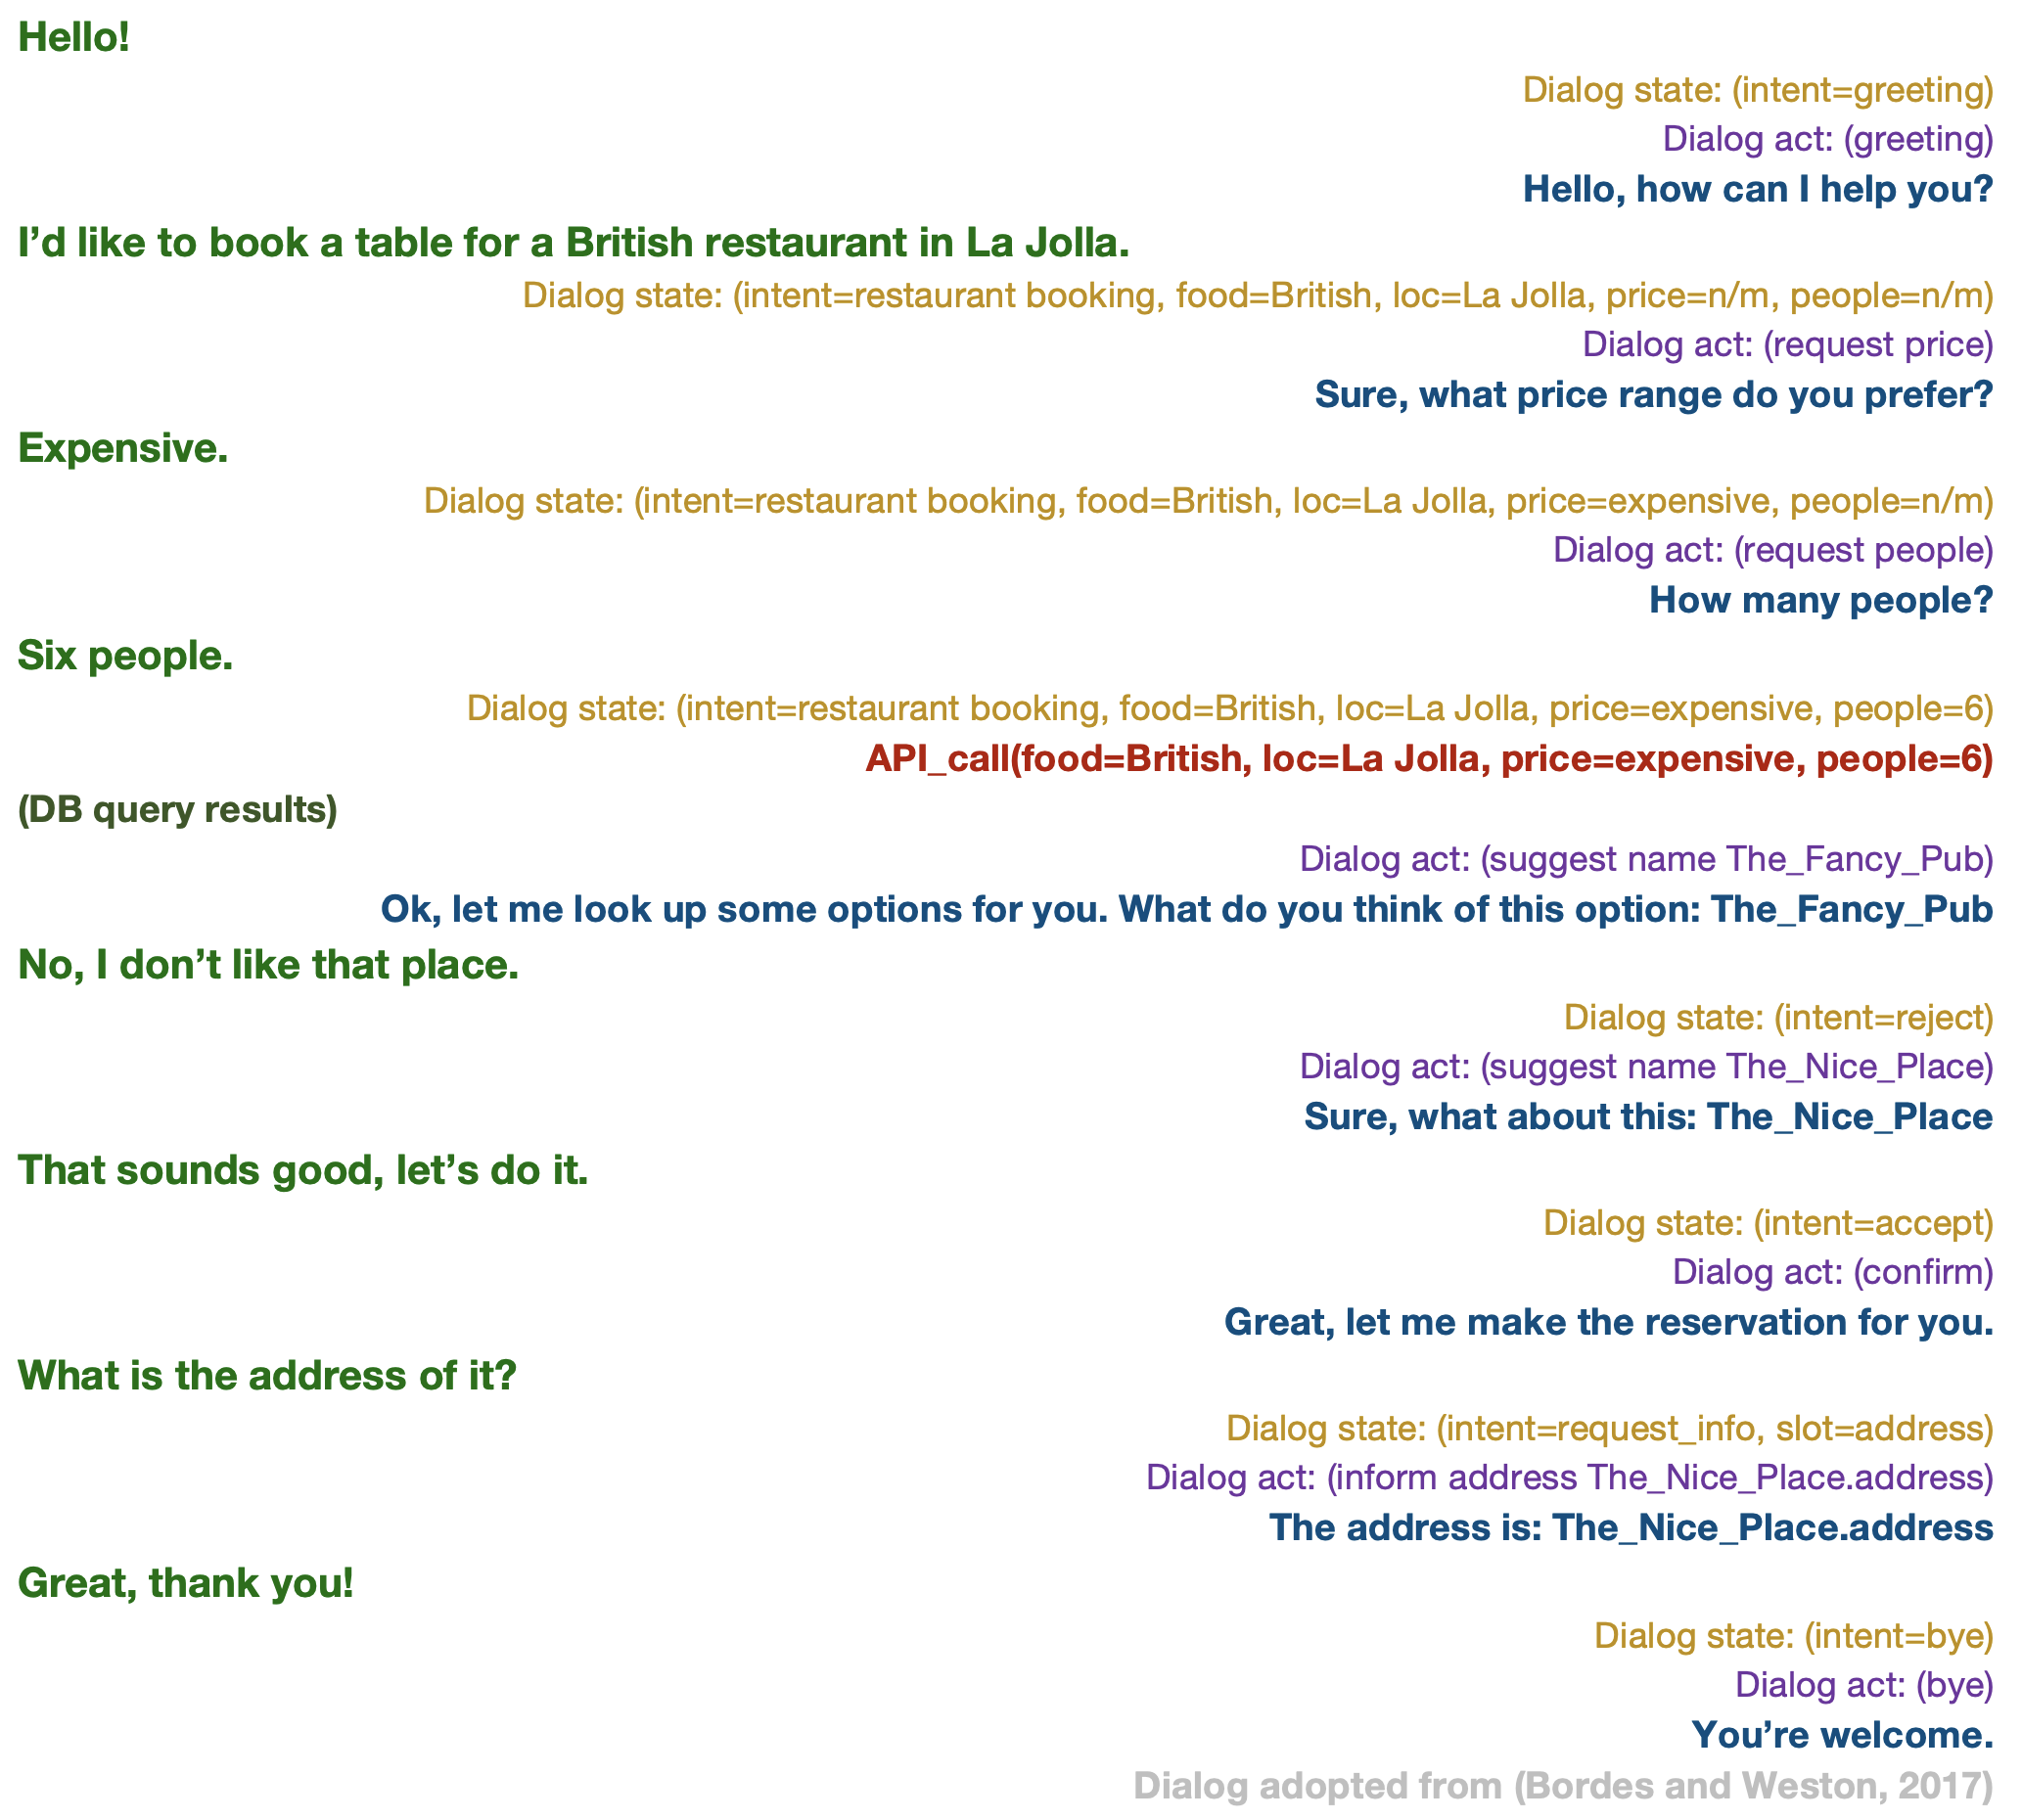 Hello!
Dialog state: (intent=greeting)
Dialog act: (greeting)
Hello, how can I help you?
I’d like to book a table for a British restaurant in La Jolla.
Dialog state: (intent=restaurant booking, food=British, loc=La Jolla, price=n/m, people=n/m)
Dialog act: (request price)
Sure, what price range do you prefer?
Expensive.
Dialog state: (intent=restaurant booking, food=British, loc=La Jolla, price=expensive, people=n/m)
Dialog act: (request people)
How many people?
Six people.
Dialog state: (intent=restaurant booking, food=British, loc=La Jolla, price=expensive, people=6)
API_call(food=British, loc=La Jolla, price=expensive, people=6)
(DB query results)
Dialog act: (suggest name The_Fancy_Pub)
Ok, let me look up some options for you. What do you think of this option: The_Fancy_Pub
No, I don’t like that place.
Dialog state: (intent=reject)
Dialog act: (suggest name The_Nice_Place)
Sure, what about this: The_Nice_Place
That sounds good, let’s do it.
Dialog state: (intent=accept)
Dialog act: (confirm)
Great, let me make the reservation for you.
What is the address of it?
Dialog state: (intent=request_info, slot=address)
Dialog act: (inform address The_Nice_Place.address)
The address is: The_Nice_Place.address
Great, thank you!
Dialog state: (intent=bye)
Dialog act: (bye)
You’re welcome.
Dialog adopted from (Bordes and Weston, 2017)